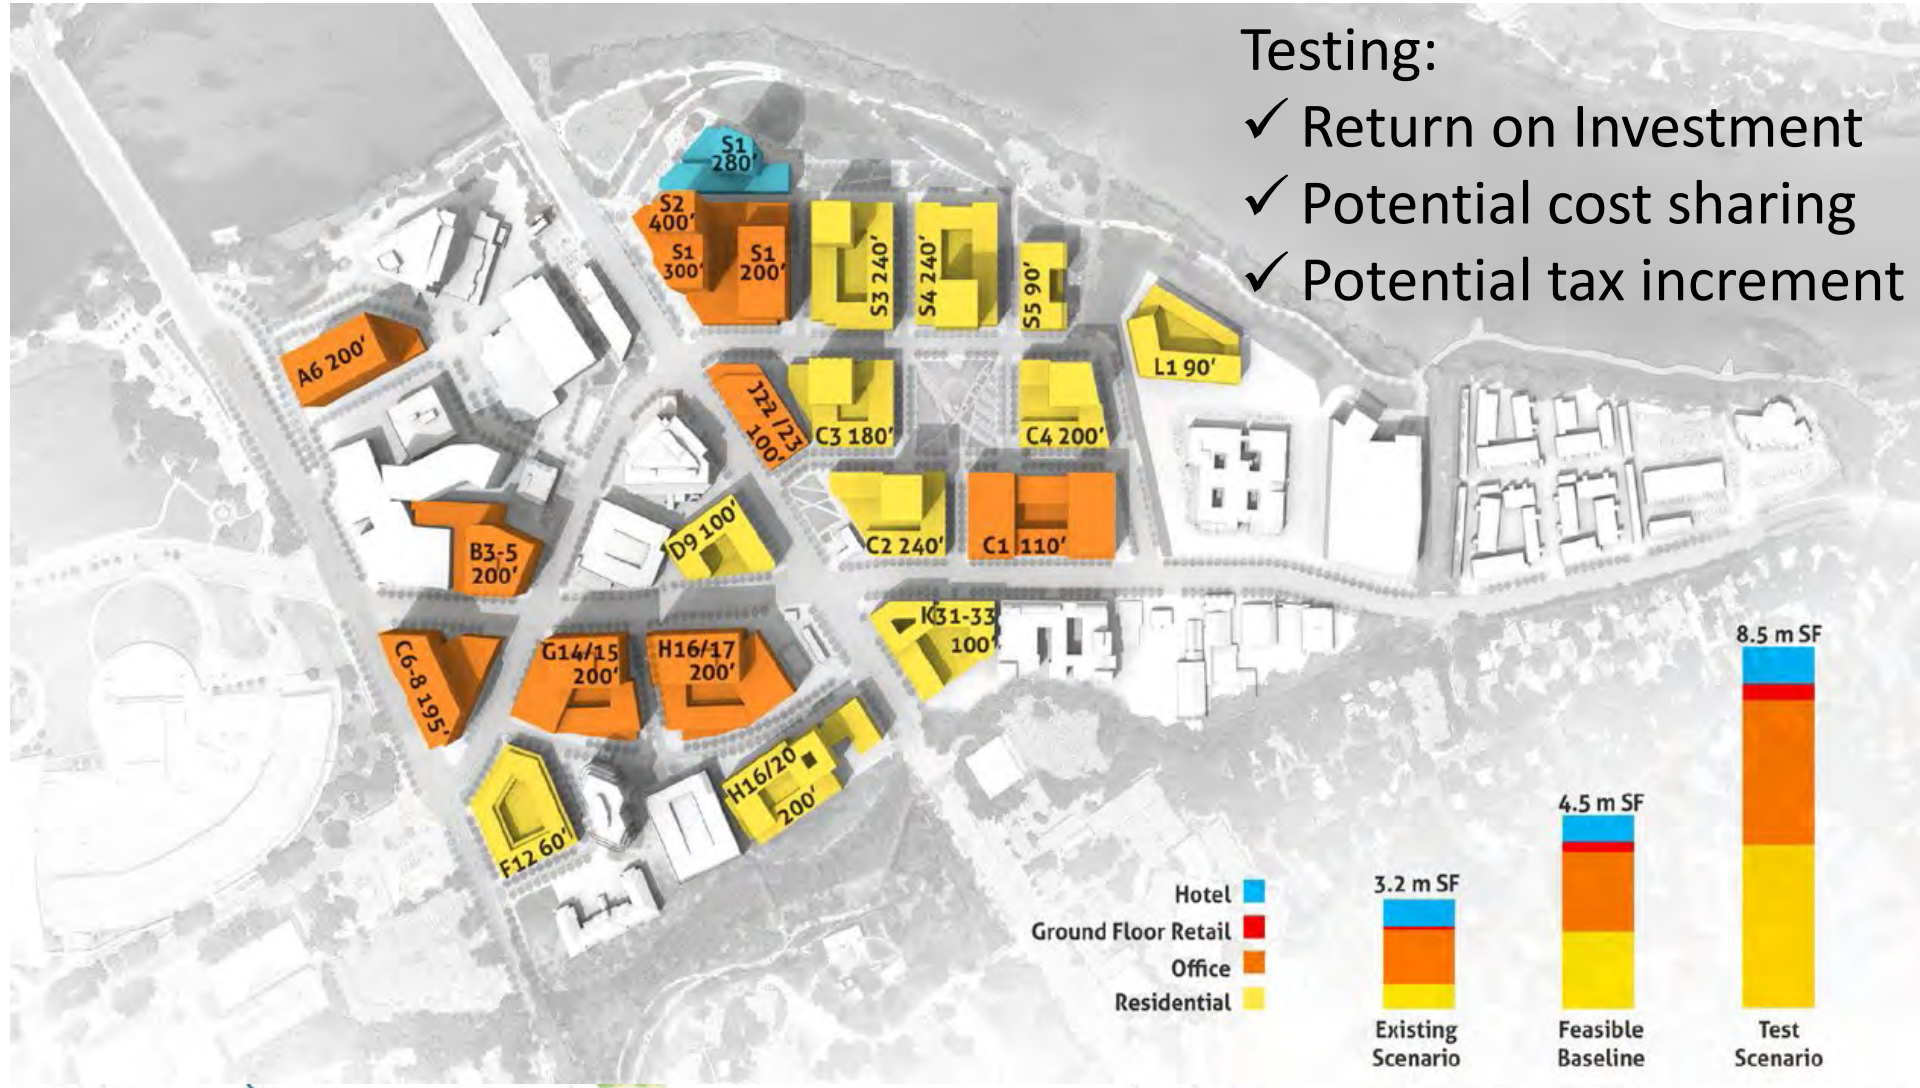 Testing:
✓ Return on Investment
✓ Potential cost sharing
✓ Potential tax increment
S1
280'
S2
400'
S1
300'
S1
200'
S3 240'
S4 240'
S5 90'
L1 90'
A6 200'
J22 /23
100'
C3 180'
C4 200'
B3-5
200'
D9 100'
C2 240'
C1 110'
K31-33
100'
C6-8 195'
G14/15
200'
H16/17
200'
H16/20
200'
F12 60'
Hotel
Ground Floor Retail
Office
Residential
3.2 m SF
4.5 m SF
8.5 m SF
Existing
Scenario
Feasible
Baseline
Test
Scenario